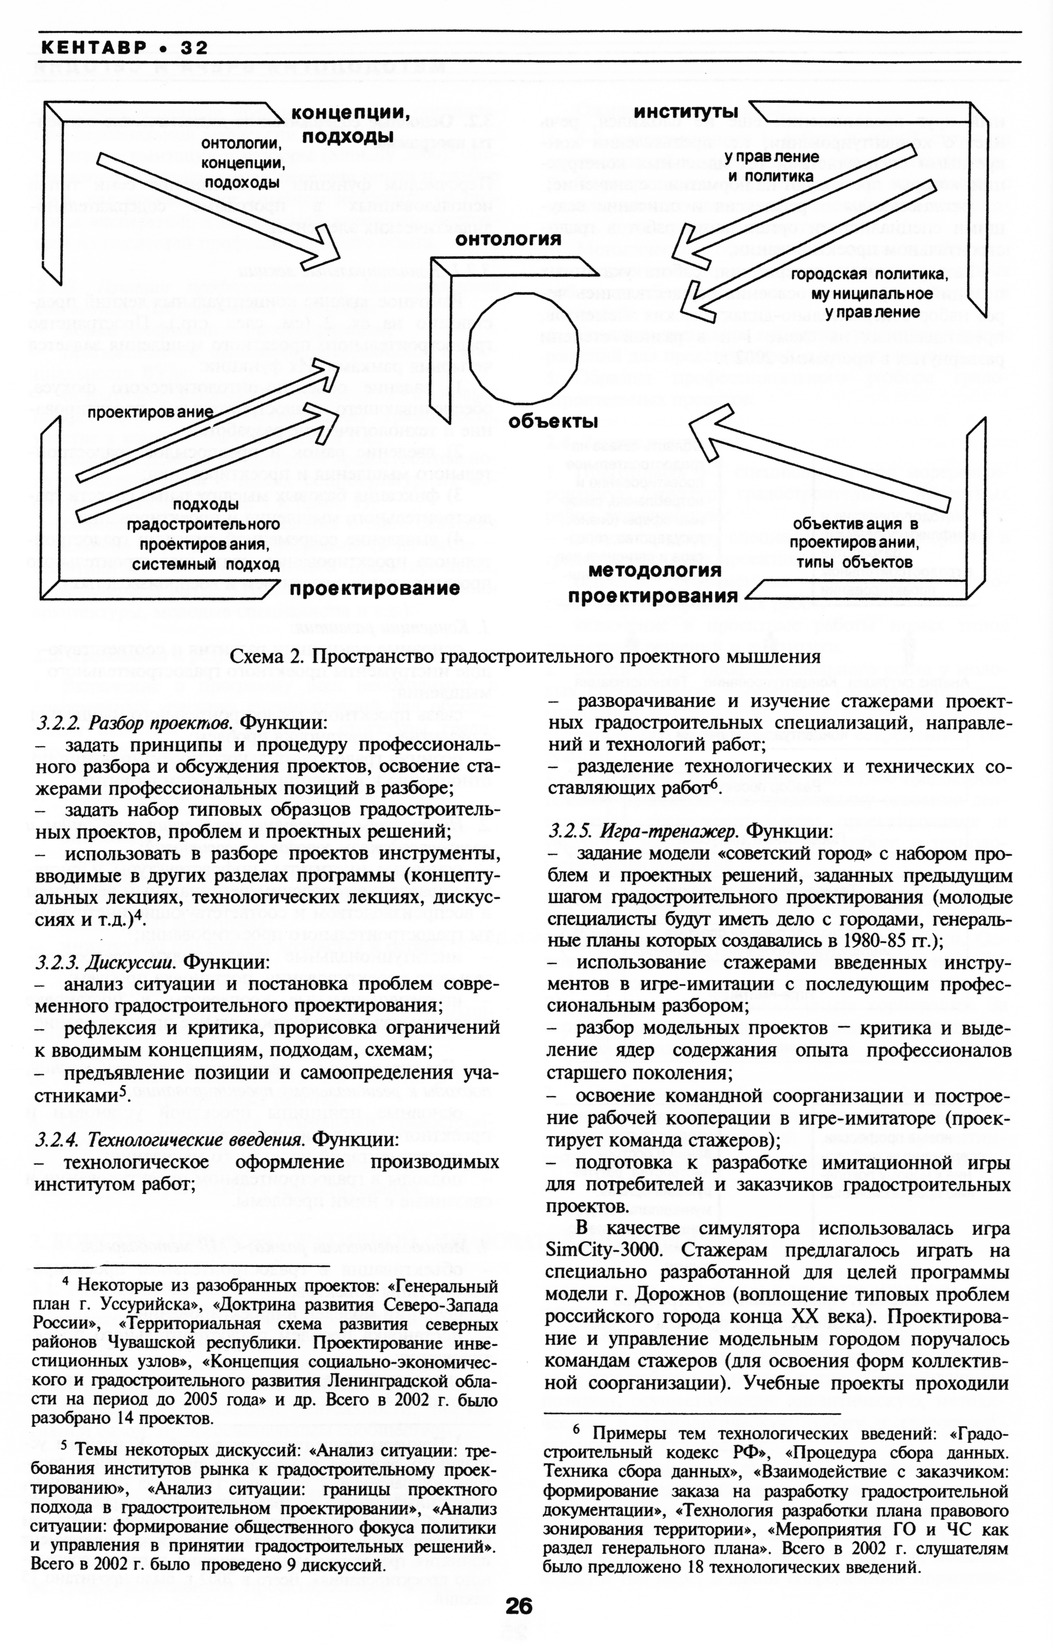 КЕНТАВР • 32
концепции,
подходы
онтологии,
концепции,
подоходы
институты
управление
и политика
городская политика,
муниципальное
управление
онтология
объекты
проектирование
подходы
градостроительного
проектирования,
системный подход
проектирование
объективация в
проектировании,
типы объектов
методология
проектирования
Схема 2. Пространство градостроительного проектного мышления
3.2.2. Разбор проектов. Функции:
– задать принципы и процедуру профессиональ-
ного разбора и обсуждения проектов, освоение ста-
жерами профессиональных позиций в разборе;
– задать набор типовых образцов градостроитель-
ных проектов, проблем и проектных решений;
– использовать в разборе проектов инструменты,
вводимые в других разделах программы (концепту-
альных лекциях, технологических лекциях, дискус-
сиях и т.д.)⁴.
3.2.3. Дискуссии. Функции:
– анализ ситуации и постановка проблем совре-
менного градостроительного проектирования;
– рефлексия и критика, прорисовка ограничений
к вводимым концепциям, подходам, схемам;
– предъявление позиции и самоопределения уча-
стниками⁵.
3.2.4. Технологические введения. Функции:
– технологическое оформление производимых
институтом работ;
⁴ Некоторые из разобранных проектов: «Генеральный
план г. Уссурийска», «Доктрина развития Северо-Запада
России», «Территориальная схема развития северных
районов Чувашской республики. Проектирование инве-
стиционных узлов», «Концепция социально-экономичес-
кого и градостроительного развития Ленинградской обла-
сти на период до 2005 года» и др. Всего в 2002 г. было
разобрано 14 проектов.
⁵ Темы некоторых дискуссий: «Анализ ситуации: тре-
бования институтов рынка к градостроительному проек-
тированию», «Анализ ситуации: границы проектного
подхода в градостроительном проектировании», «Анализ
ситуации: формирование общественного фокуса политики
и управления в принятии градостроительных решений».
Всего в 2002 г. было проведено 9 дискуссий.
– разворачивание и изучение стажерами проект-
ных градостроительных специализаций, направле-
ний и технологий работ;
– разделение технологических и технических со-
ставляющих работ⁶.
3.2.5. Игра-тренажер. Функции:
– задание модели «советский город» с набором про-
блем и проектных решений, заданных предыдущим
шагом градостроительного проектирования (молодые
специалисты будут иметь дело с городами, генераль-
ные планы которых создавались в 1980-85 гг.);
– использование стажерами введенных инстру-
ментов в игре-имитации с последующим профес-
сиональным разбором;
– разбор модельных проектов — критика и выде-
ление ядер содержания опыта профессионалов
старшего поколения;
– освоение командной соорганизации и построе-
ние рабочей кооперации в игре-имитаторе (проек-
тирует команда стажеров);
– подготовка к разработке имитационной игры
для потребителей и заказчиков градостроительных
проектов.
В качестве симулятора использовалась игра
SimCity-3000. Стажерам предлагалось играть на
специально разработанной для целей программы
модели г. Дорожнов (воплощение типовых проблем
российского города конца XX века). Проектирова-
ние и управление модельным городом поручалось
командам стажеров (для освоения форм коллектив-
ной соорганизации). Учебные проекты проходили
⁶ Примеры тем технологических введений: «Градо-
строительный кодекс РФ», «Процедура сбора данных.
Техника сбора данных», «Взаимодействие с заказчиком:
формирование заказа на разработку градостроительной
документации», «Технология разработки плана правового
зонирования территории», «Мероприятия ГО и ЧС как
раздел генерального плана». Всего в 2002 г. слушателям
было предложено 18 технологических введений.
26